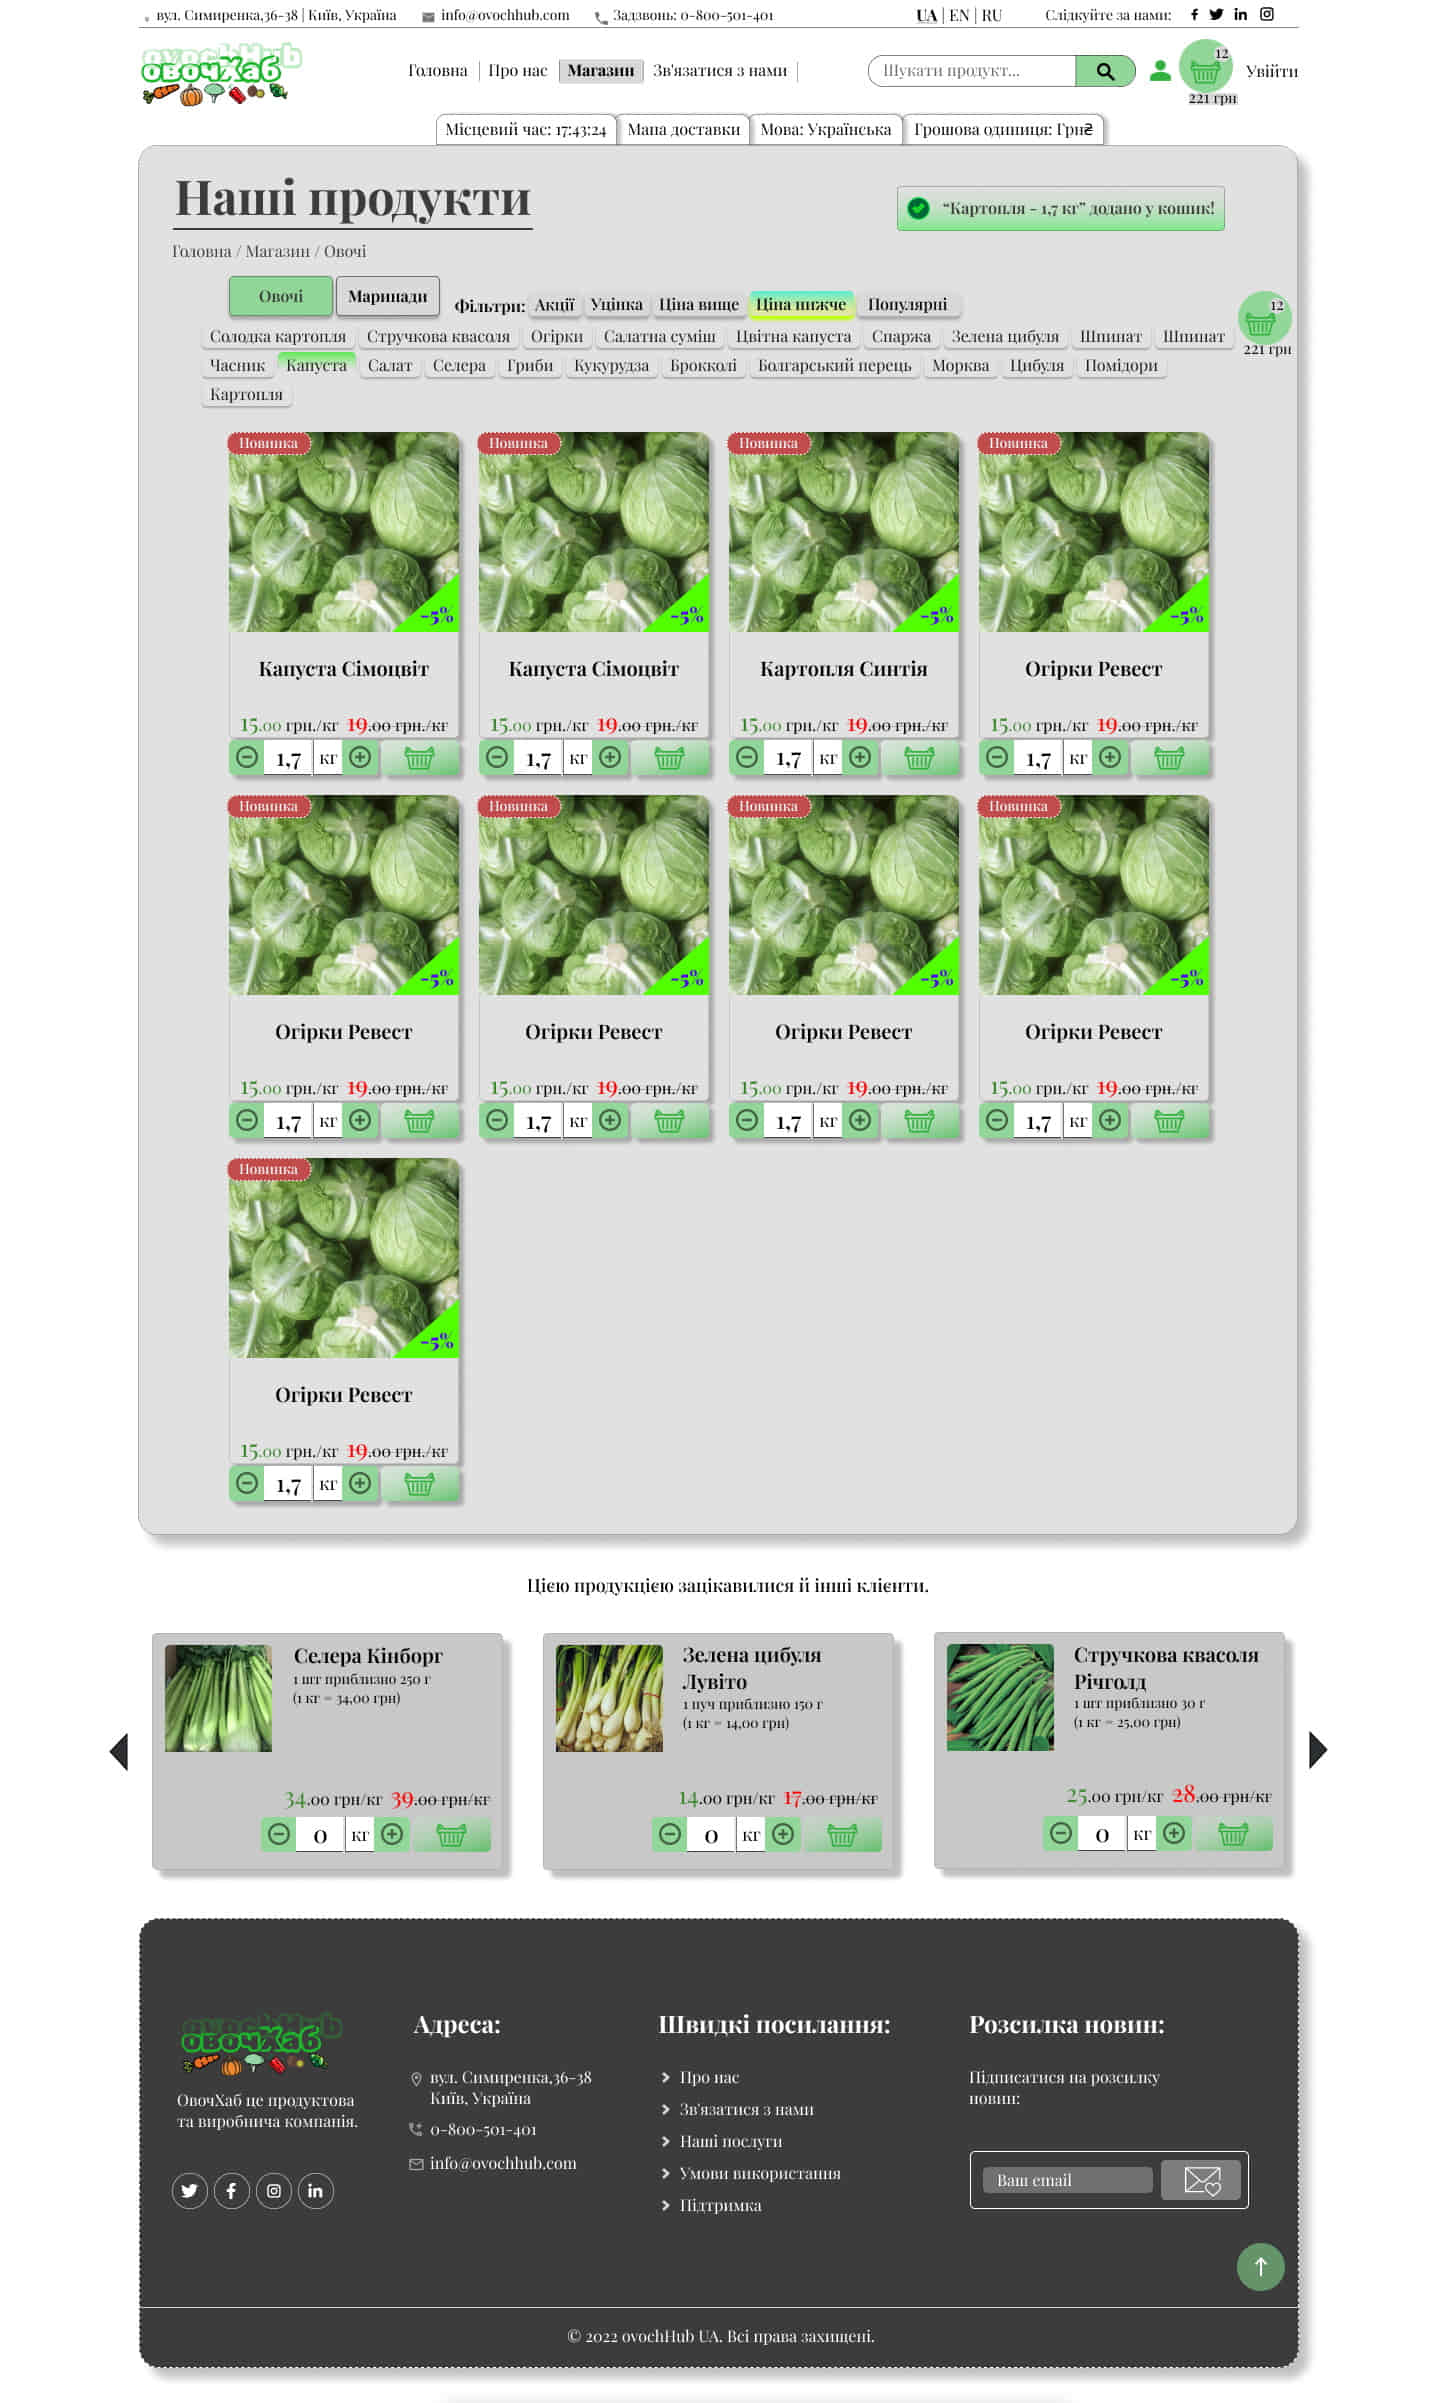 вул. Симиренка,36-38 | Київ, Україна
info@ovochhub.com
Задзвонь: 0-800-501-401
UA | EN | RU
Слідкуйте за нами:
ovochHub
овочХаб
Головна
Про нас
Магазин
Зв'язатися з нами
Шукати продукт...
12
221 грн
Увійти
Місцевий час: 17:43:24
Мапа доставки
Мова: Українська
Грошова одиниця: Грн₴
Наші продукти
“Картопля - 1,7 кг” додано у кошик!
Головна / Магазин / Овочі
Овочі
Маринади
Фільтри:
Акції
Уцінка
Ціна вище
Ціна нижче
Популярні
12
221 грн
Солодка картопля
Стручкова квасоля
Огірки
Салатна суміш
Цвітна капуста
Спаржа
Зелена цибуля
Шпинат
Шпинат
Часник
Капуста
Салат
Селера
Гриби
Кукурудза
Брокколі
Болгарський перець
Морква
Цибуля
Помідори
Картопля
Новинка
-5%
Капуста Сімоцвіт
15.00 грн./кг 19.00 грн./кг
1,7 кг
Новинка
-5%
Капуста Сімоцвіт
15.00 грн./кг 19.00 грн./кг
1,7 кг
Новинка
-5%
Картопля Синтія
15.00 грн./кг 19.00 грн./кг
1,7 кг
Новинка
-5%
Огірки Ревест
15.00 грн./кг 19.00 грн./кг
1,7 кг
Новинка
-5%
Огірки Ревест
15.00 грн./кг 19.00 грн./кг
1,7 кг
Новинка
-5%
Огірки Ревест
15.00 грн./кг 19.00 грн./кг
1,7 кг
Новинка
-5%
Огірки Ревест
15.00 грн./кг 19.00 грн./кг
1,7 кг
Новинка
-5%
Огірки Ревест
15.00 грн./кг 19.00 грн./кг
1,7 кг
Новинка
-5%
Огірки Ревест
15.00 грн./кг 19.00 грн./кг
1,7 кг
Цією продукцією зацікавилися й інші клієнти.
Селера Кінборг
1 шт приблизно 250 г
(1 кг = 34,00 грн)
34.00 грн/кг 39.00 грн/кг
0 кг
Зелена цибуля
Лувіто
1 пуч приблизно 150 г
(1 кг = 14,00 грн)
14.00 грн/кг 17.00 грн/кг
0 кг
Стручкова квасоля
Річголд
1 шт приблизно 30 г
(1 кг = 25,00 грн)
25.00 грн/кг 28.00 грн/кг
0 кг
ovochHub
овочХаб
ОвочХаб це продуктова
та виробнича компанія.
Адреса:
вул. Симиренка,36-38
Київ, Україна
0-800-501-401
info@ovochhub.com
Швидкі посилання:
Про нас
Зв'язатися з нами
Наші послуги
Умови використання
Підтримка
Розсилка новин:
Підписатися на розсилку
новин:
Ваш email
© 2022 ovochHub UA. Всі права захищені.